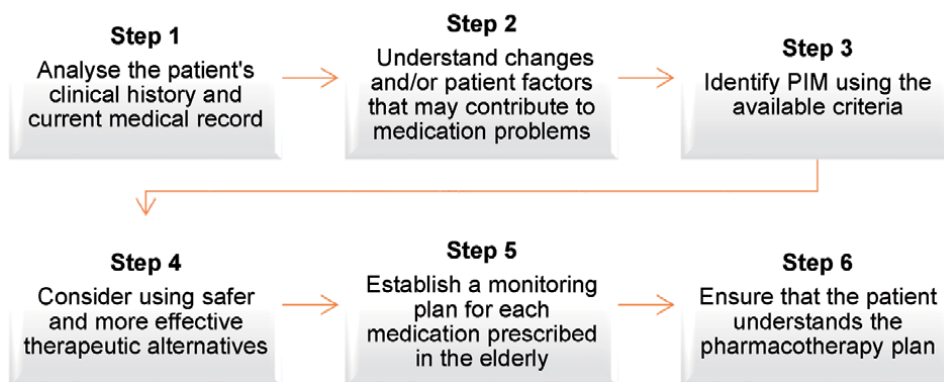 Step 1
Analyse the patient's
clinical history and
current medical record
Step 2
Understand changes
and/or patient factors
that may contribute to
medication problems
Step 3
Identify PIM using the
available criteria
Step 4
Consider using safer
and more effective
therapeutic alternatives
Step 5
Establish a monitoring
plan for each
medication prescribed
in the elderly
Step 6
Ensure that the patient
understands the
pharmacotherapy plan